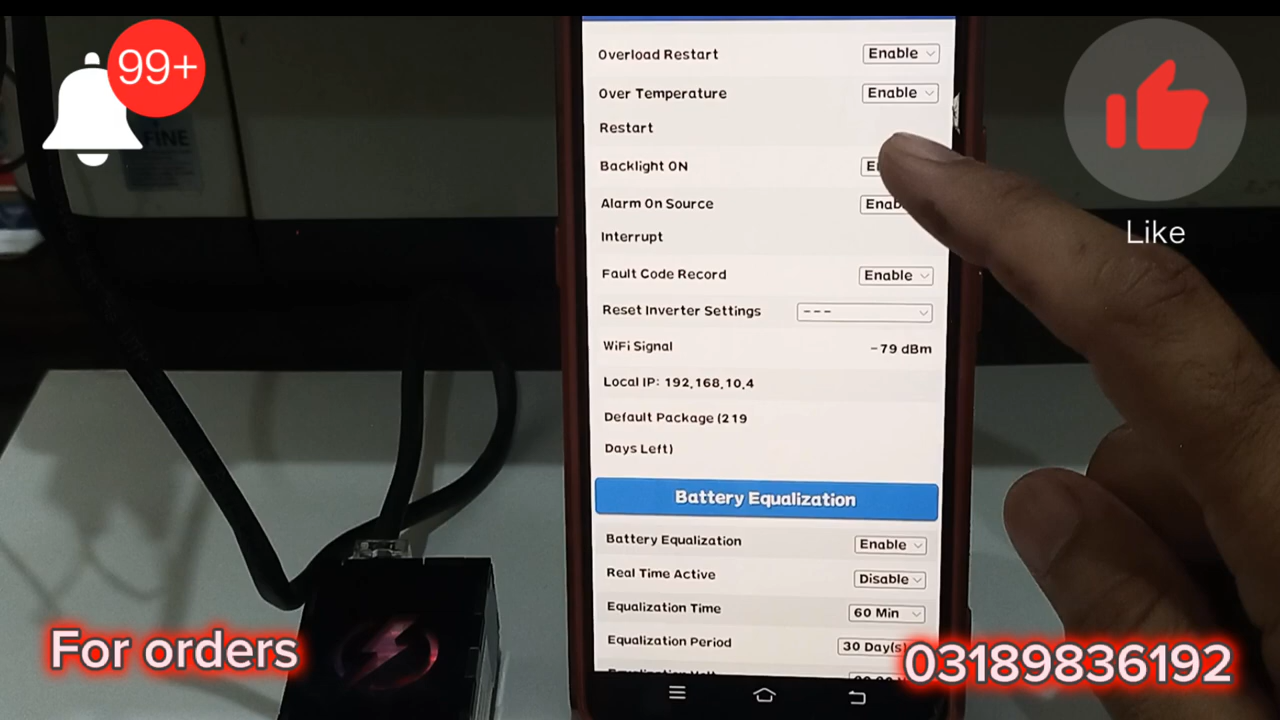 99+
FINE
Overload Restart Enable
Over Temperature Enable
Restart
Backlight ON
Alarm On Source
Interrupt
Fault Code Record Enable
Reset Inverter Settings ---
WiFi Signal -79 dBm
Local IP: 192.168.10.4
Default Package (219
Days Left)
Battery Equalization
Battery Equalization Enable
Real Time Active Disable
Equalization Time 60 Min
Equalization Period 30 Day(s)
Like
For orders
03189836192